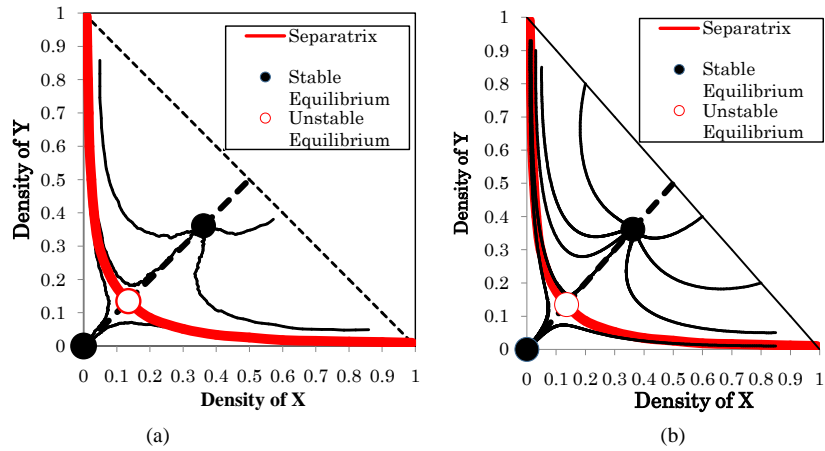 1
0.9
0.8
0.7
0.6
0.5
0.4
0.3
0.2
0.1
0
Density of Y
Separatrix
Stable
Equilibrium
Unstable
Equilibrium
0 0.1 0.2 0.3 0.4 0.5 0.6 0.7 0.8 0.9 1
Density of X
(a)
1
0.9
0.8
0.7
0.6
0.5
0.4
0.3
0.2
0.1
0
Density of Y
Separatrix
Stable
Equilibrium
Unstable
Equilibrium
0 0.1 0.2 0.3 0.4 0.5 0.6 0.7 0.8 0.9 1
Density of X
(b)